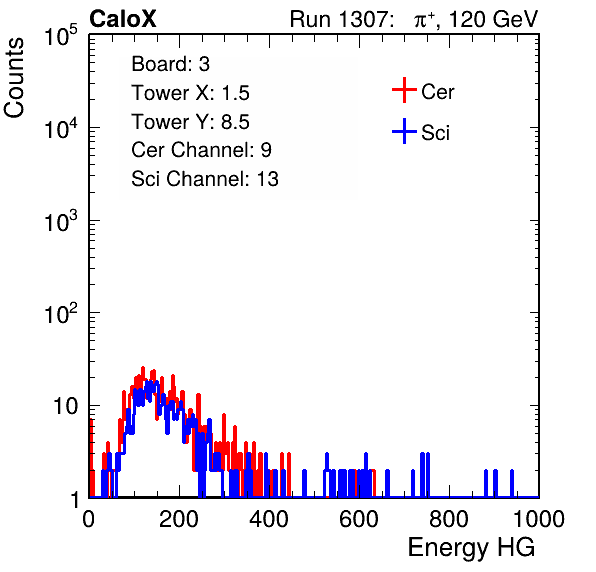 CaloX Run 1307: π⁺, 120 GeV
Counts
10⁵
10⁴
10³
10²
10
1
Board: 3
Tower X: 1.5
Tower Y: 8.5
Cer Channel: 9
Sci Channel: 13
Cer
Sci
0 200 400 600 800 1000
Energy HG